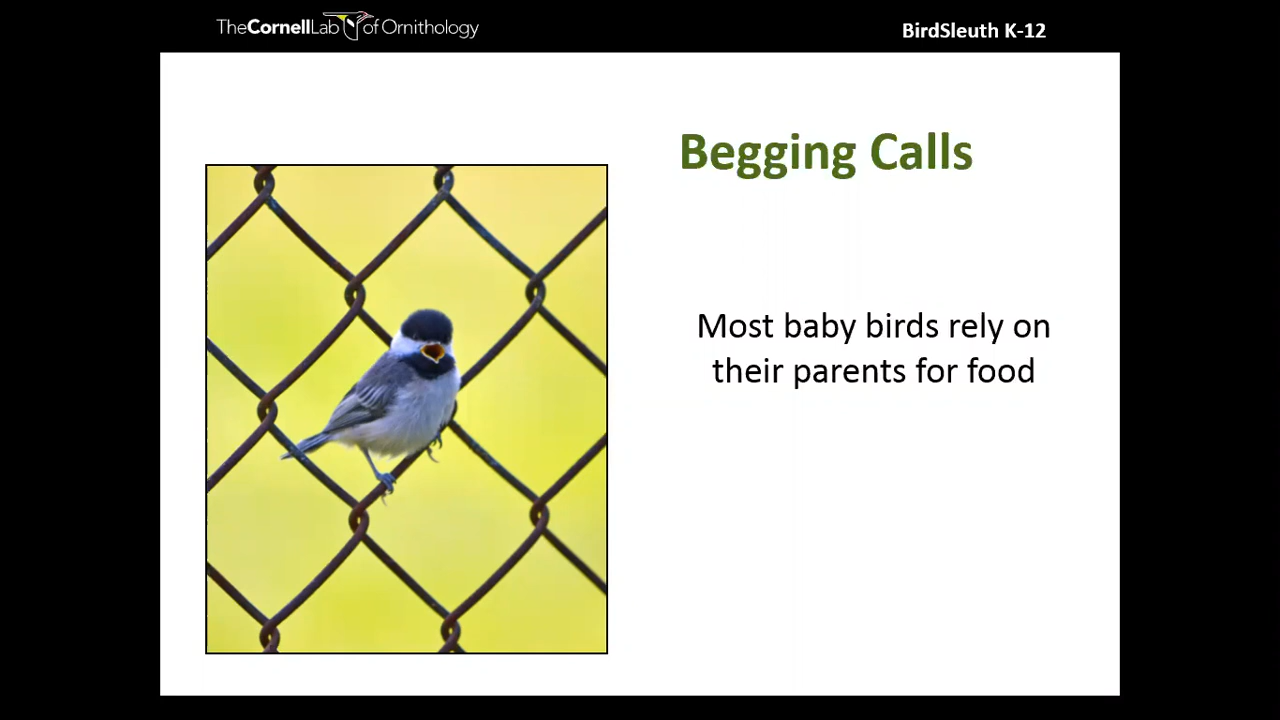 TheCornellLab of Ornithology
BirdSleuth K-12
Begging Calls
Most baby birds rely on
their parents for food